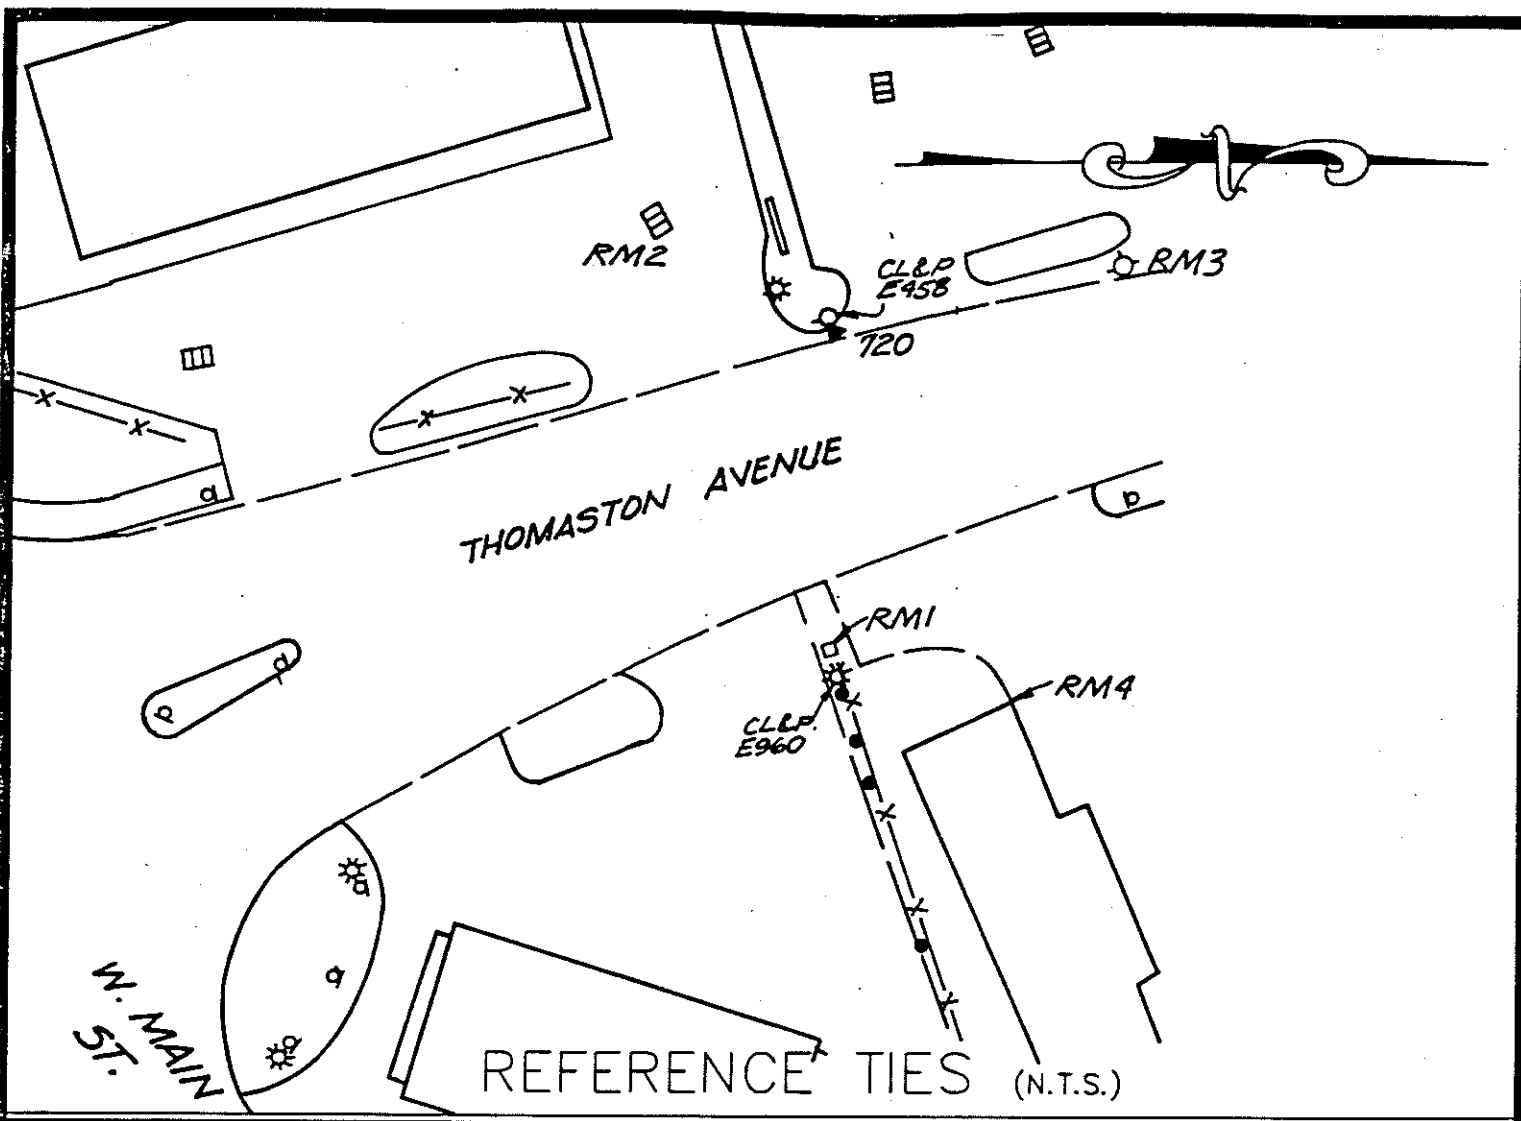 RM2
CL&P
E458
RM3
720
THOMASTON AVENUE
RM1
RM4
CL&P.
E960
W. MAIN
ST.
REFERENCE TIES (N.T.S.)